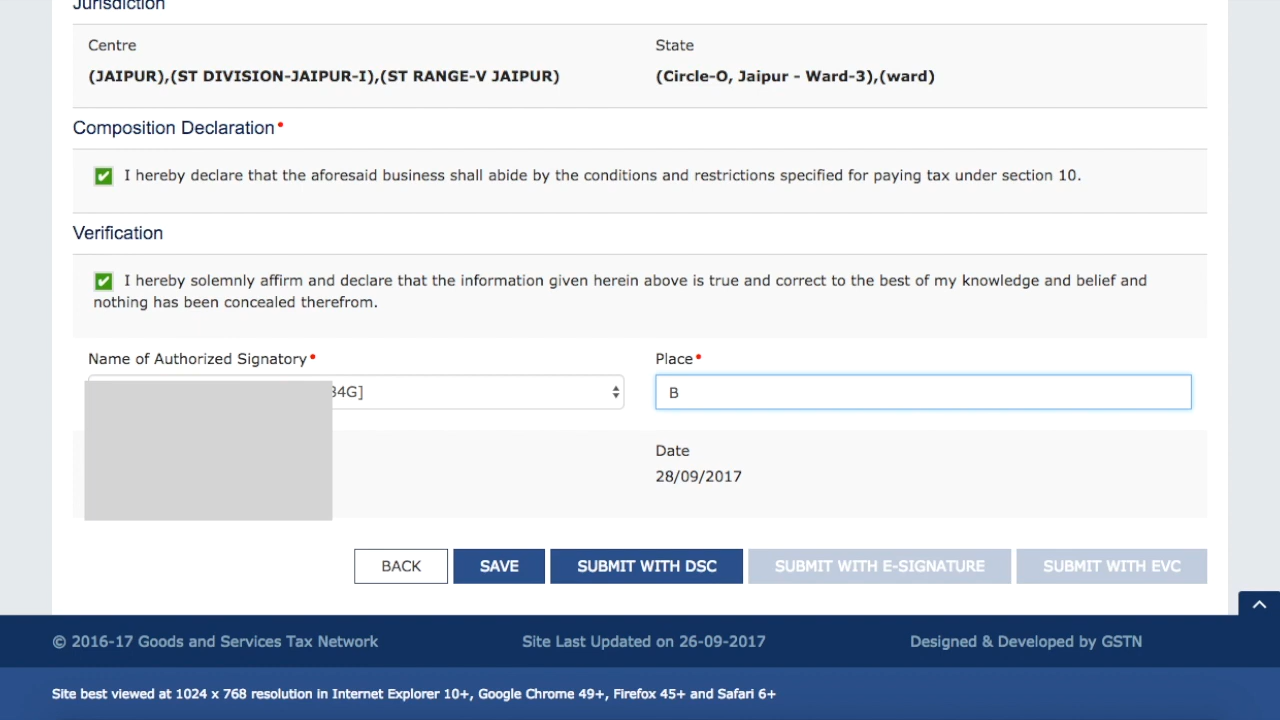 Jurisdiction
Centre
State
(JAIPUR),(ST DIVISION-JAIPUR-I),(ST RANGE-V JAIPUR)
(Circle-O, Jaipur - Ward-3),(ward)
Composition Declaration•
I hereby declare that the aforesaid business shall abide by the conditions and restrictions specified for paying tax under section 10.
Verification
I hereby solemnly affirm and declare that the information given herein above is true and correct to the best of my knowledge and belief and
nothing has been concealed therefrom.
Name of Authorized Signatory•
Place•
4G]
B
Date
28/09/2017
BACK
SAVE
SUBMIT WITH DSC
SUBMIT WITH E-SIGNATURE
SUBMIT WITH EVC
© 2016-17 Goods and Services Tax Network
Site Last Updated on 26-09-2017
Designed & Developed by GSTN
Site best viewed at 1024 x 768 resolution in Internet Explorer 10+, Google Chrome 49+, Firefox 45+ and Safari 6+